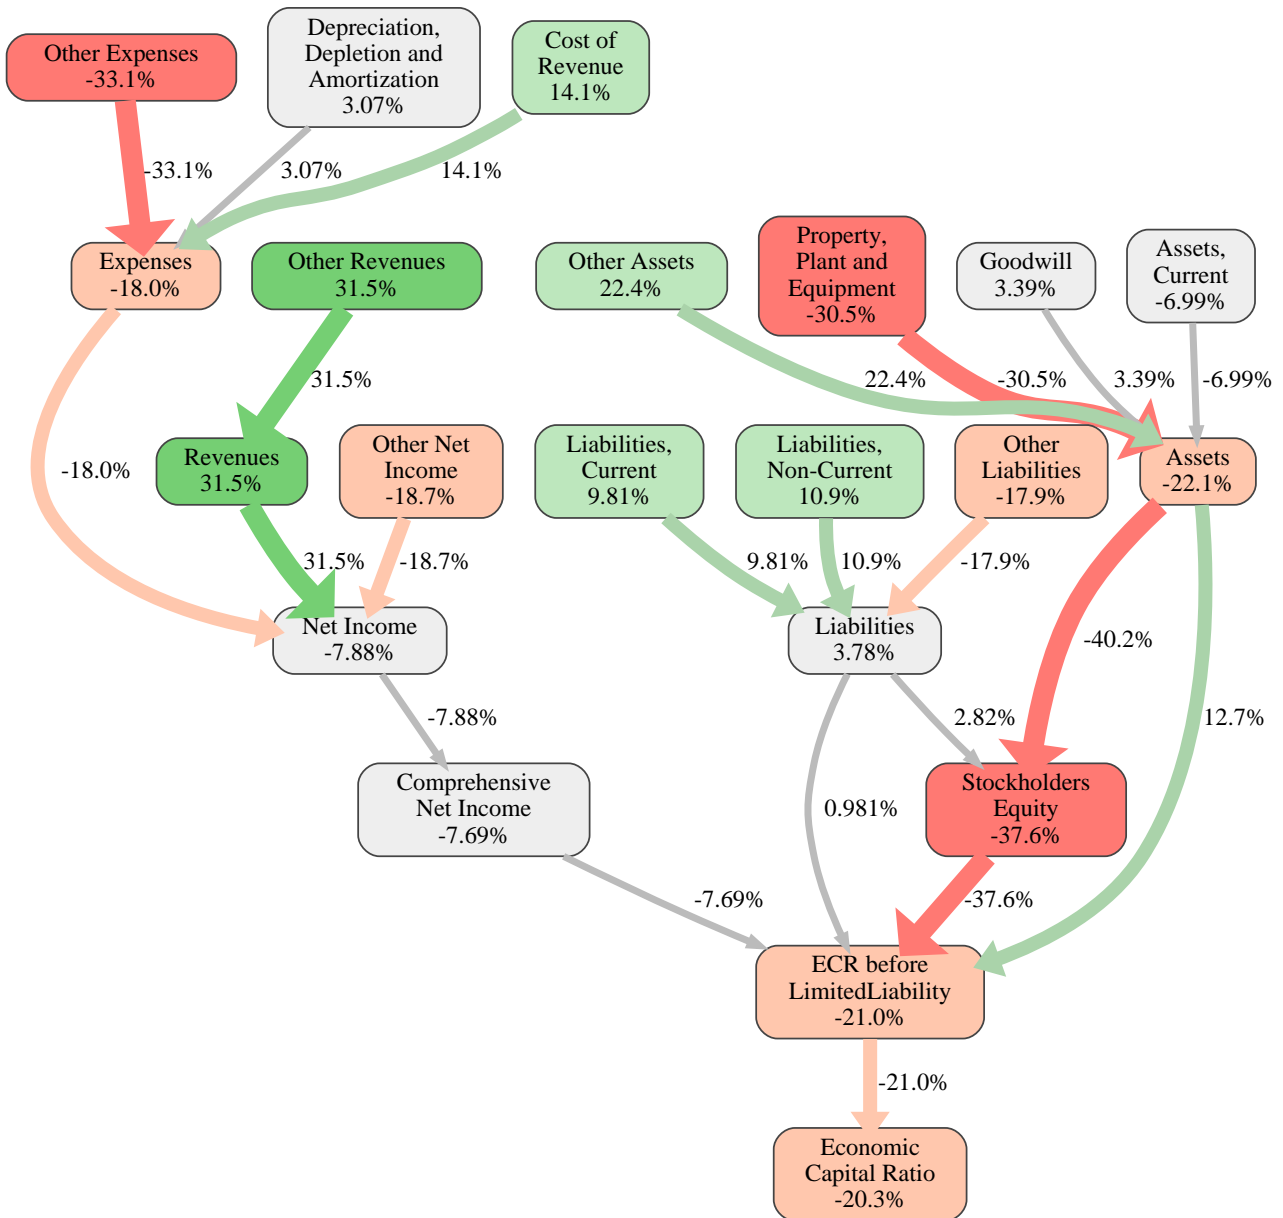 Other Expenses
-33.1%
Depreciation,
Depletion and
Amortization
3.07%
Cost of
Revenue
14.1%
-33.1%
3.07%
14.1%
Expenses
-18.0%
Other Revenues
31.5%
Other Assets
22.4%
Property,
Plant and
Equipment
-30.5%
Goodwill
3.39%
Assets,
Current
-6.99%
31.5%
22.4%
-30.5%
3.39%
-6.99%
-18.0%
Revenues
31.5%
Other Net
Income
-18.7%
Liabilities,
Current
9.81%
Liabilities,
Non-Current
10.9%
Other
Liabilities
-17.9%
Assets
-22.1%
31.5%
-18.7%
9.81%
10.9%
-17.9%
Net Income
-7.88%
Liabilities
3.78%
-40.2%
-7.88%
2.82%
12.7%
Comprehensive
Net Income
-7.69%
0.981%
Stockholders
Equity
-37.6%
-7.69%
-37.6%
ECR before
LimitedLiability
-21.0%
-21.0%
Economic
Capital Ratio
-20.3%